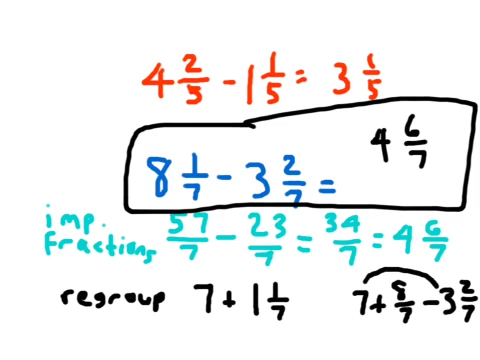 4 2/5 - 1 1/5 = 3 1/5
4 6/7
8 1/7 - 3 2/7 =
imp. fractions 57/7 - 23/7 = 34/7 = 4 6/7
regroup 7 + 1 1/7 7 + 8/7 - 3 2/7